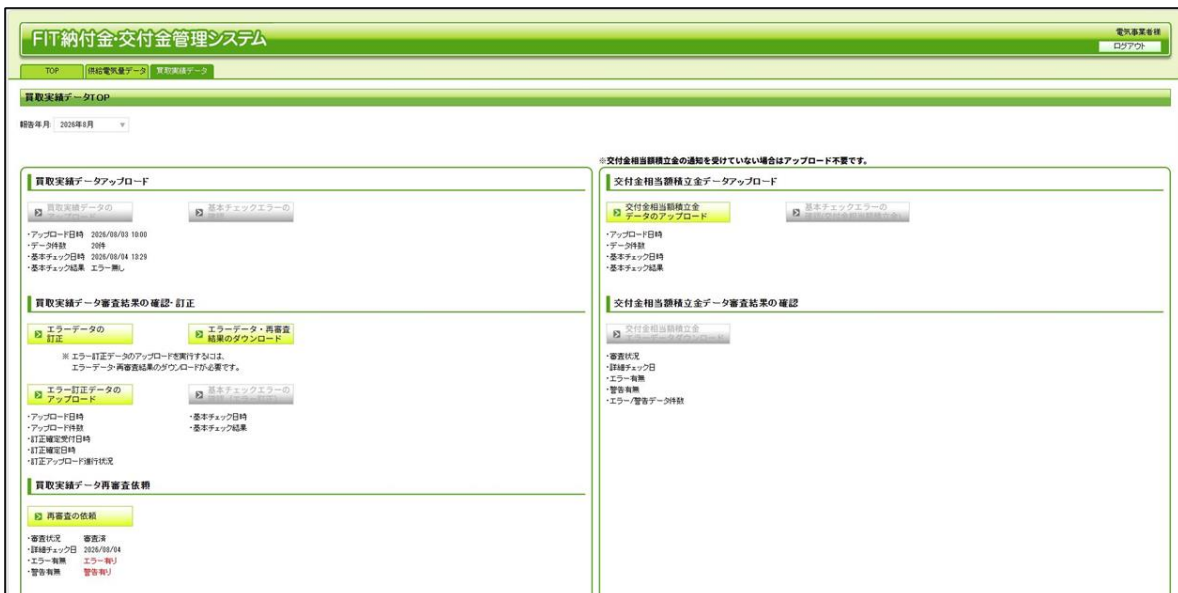 FIT納付金・交付金管理システム
電気事業者様
ログアウト
TOP
供給電気量データ
買取実績データ
買取実績データTOP
報告年月
2026年8月
※交付金相当額積立金の通知を受けていない場合はアップロード不要です。
買取実績データアップロード
買取実績データの
アップロード
基本チェックエラーの
・アップロード日時 2026/08/03 10:00
・データ件数 20件
・基本チェック日時 2026/08/04 13:29
・基本チェック結果 エラー無し
買取実績データ審査結果の確認・訂正
エラーデータの
訂正
エラーデータ・再審査
結果のダウンロード
※ エラー訂正データのアップロードを実行するには、
エラーデータ・再審査結果のダウンロードが必要です。
エラー訂正データの
アップロード
基本チェックエラーの
・アップロード日時
・アップロード件数
・訂正確定受付日時
・訂正確定日時
・訂正アップロード進行状況
・基本チェック日時
・基本チェック結果
買取実績データ再審査依頼
再審査の依頼
・審査状況 審査済
・詳細チェック日 2026/08/04
・エラー有無 エラー有り
・警告有無 警告有り
交付金相当額積立金データアップロード
交付金相当額積立金
データのアップロード
基本チェックエラーの
確認(交付金相当額積立金)
・アップロード日時
・データ件数
・基本チェック日時
・基本チェック結果
交付金相当額積立金データ審査結果の確認
交付金相当額積立金
エラーデータダウンロード
・審査状況
・詳細チェック日
・エラー有無
・警告有無
・エラー/警告データ件数